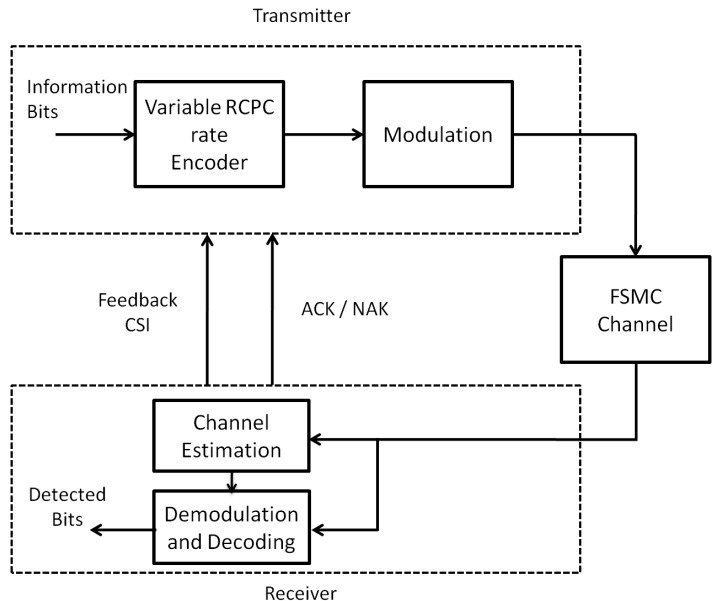 Transmitter
Information
Bits
Variable RCPC
rate
Encoder
Modulation
Feedback
CSI
ACK / NAK
FSMC
Channel
Channel
Estimation
Detected
Bits
Demodulation
and Decoding
Receiver